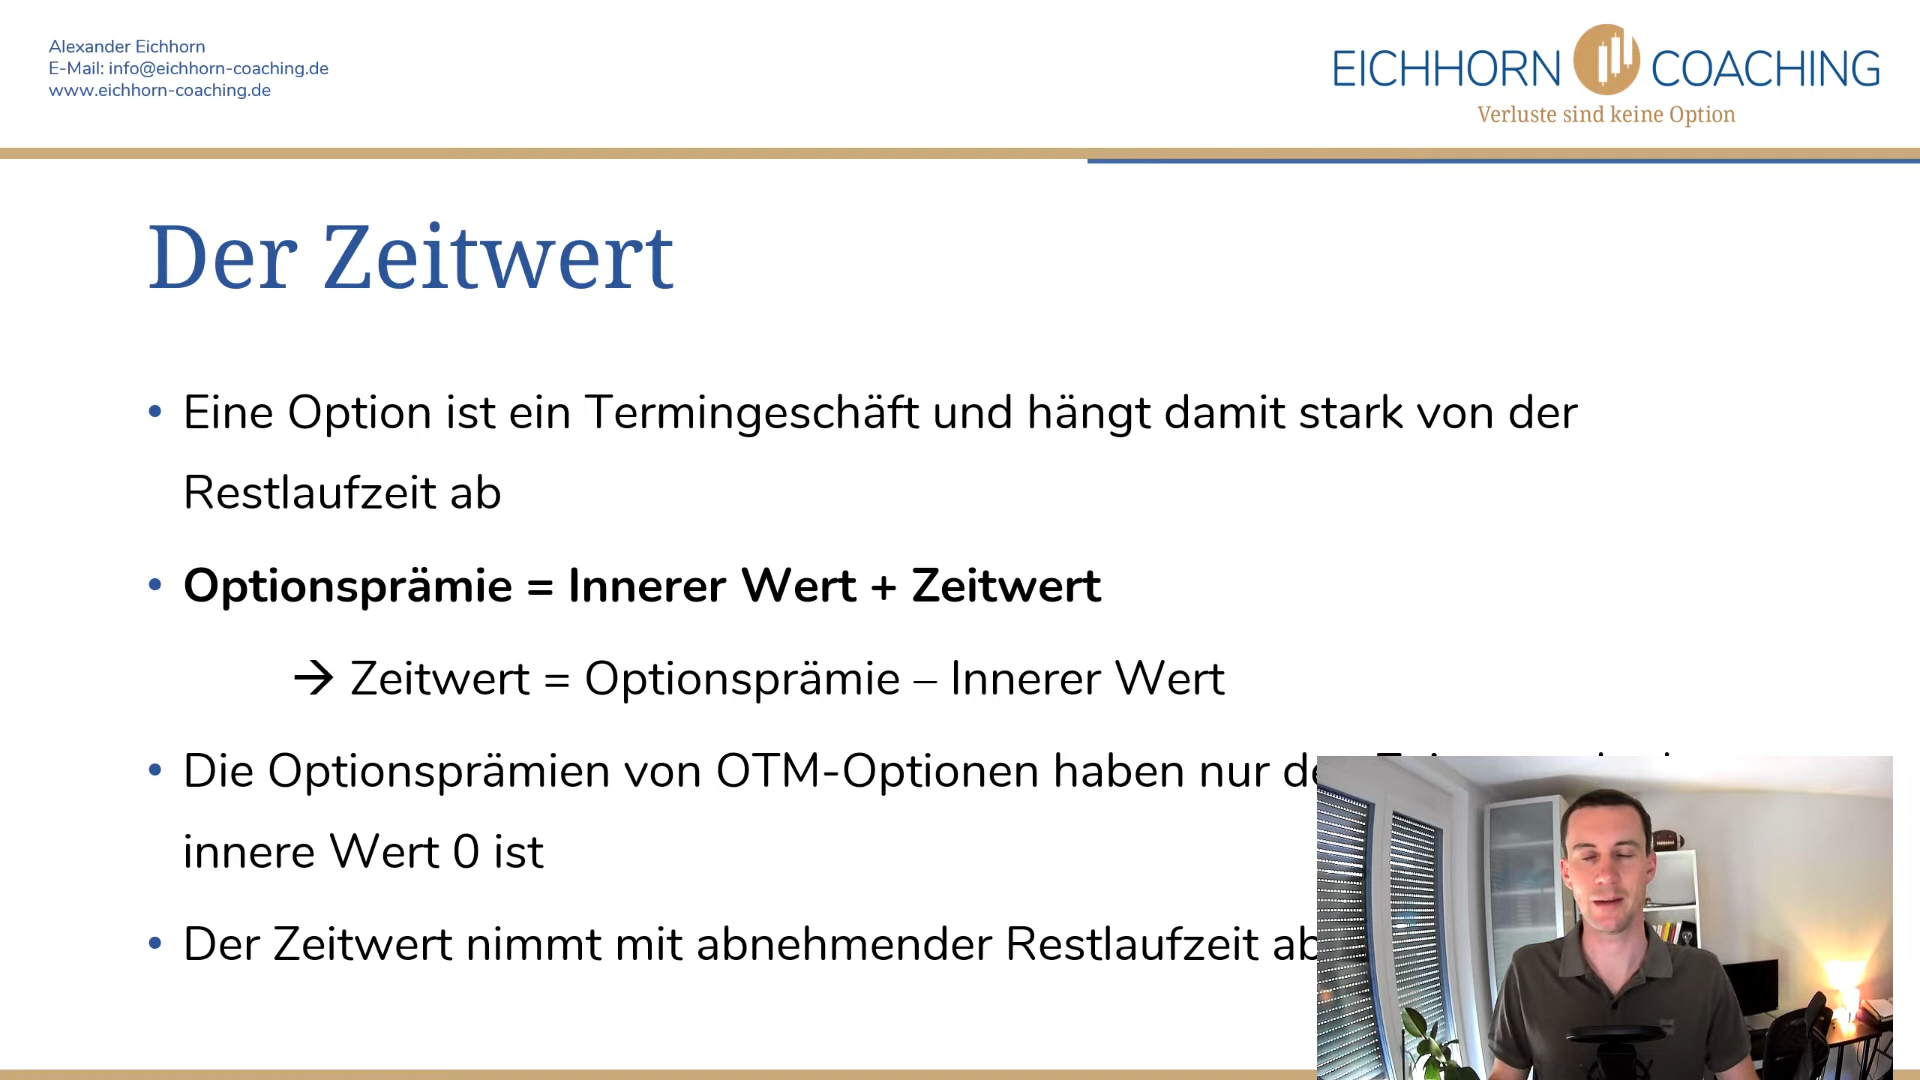 Alexander Eichhorn
E-Mail: info@eichhorn-coaching.de
www.eichhorn-coaching.de
EICHHORN COACHING
Verluste sind keine Option
Der Zeitwert
• Eine Option ist ein Termingeschäft und hängt damit stark von der
Restlaufzeit ab
• Optionsprämie = Innerer Wert + Zeitwert
→ Zeitwert = Optionsprämie – Innerer Wert
• Die Optionsprämien von OTM-Optionen haben nur
innere Wert 0 ist
• Der Zeitwert nimmt mit abnehmender Restlaufzeit ab